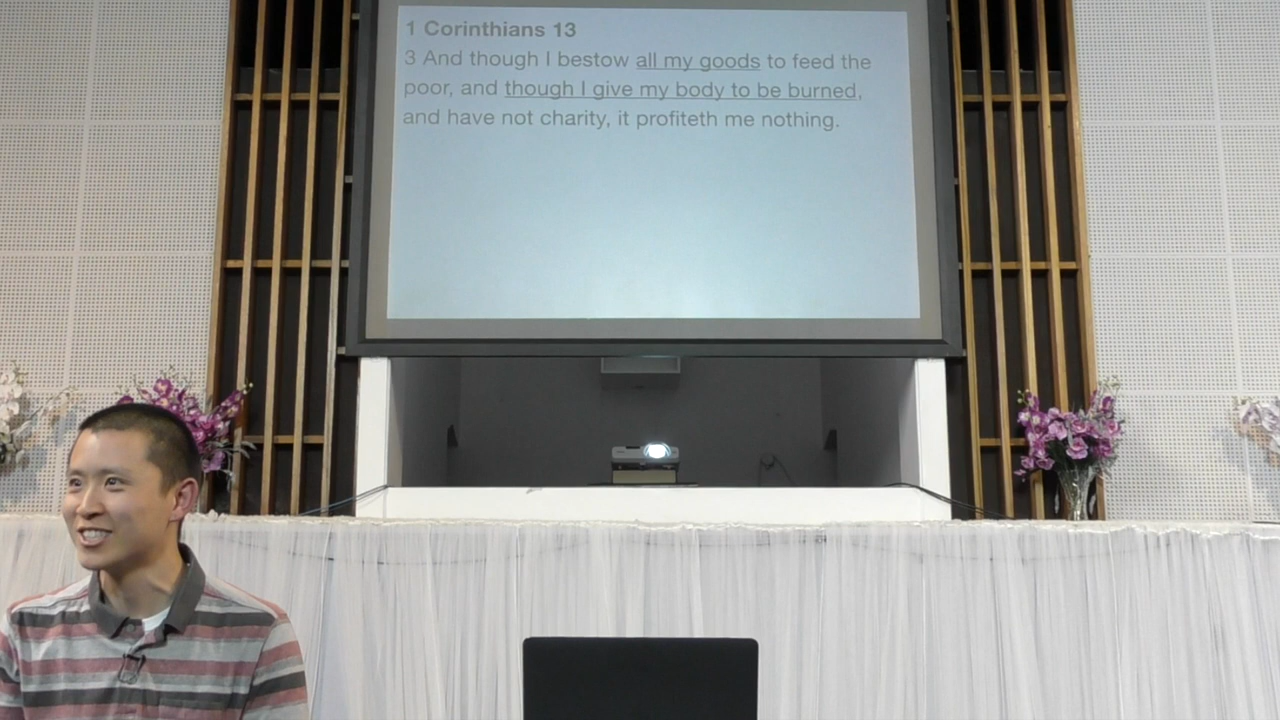 1 Corinthians 13
3 And though I bestow all my goods to feed the
poor, and though I give my body to be burned,
and have not charity, it profiteth me nothing.